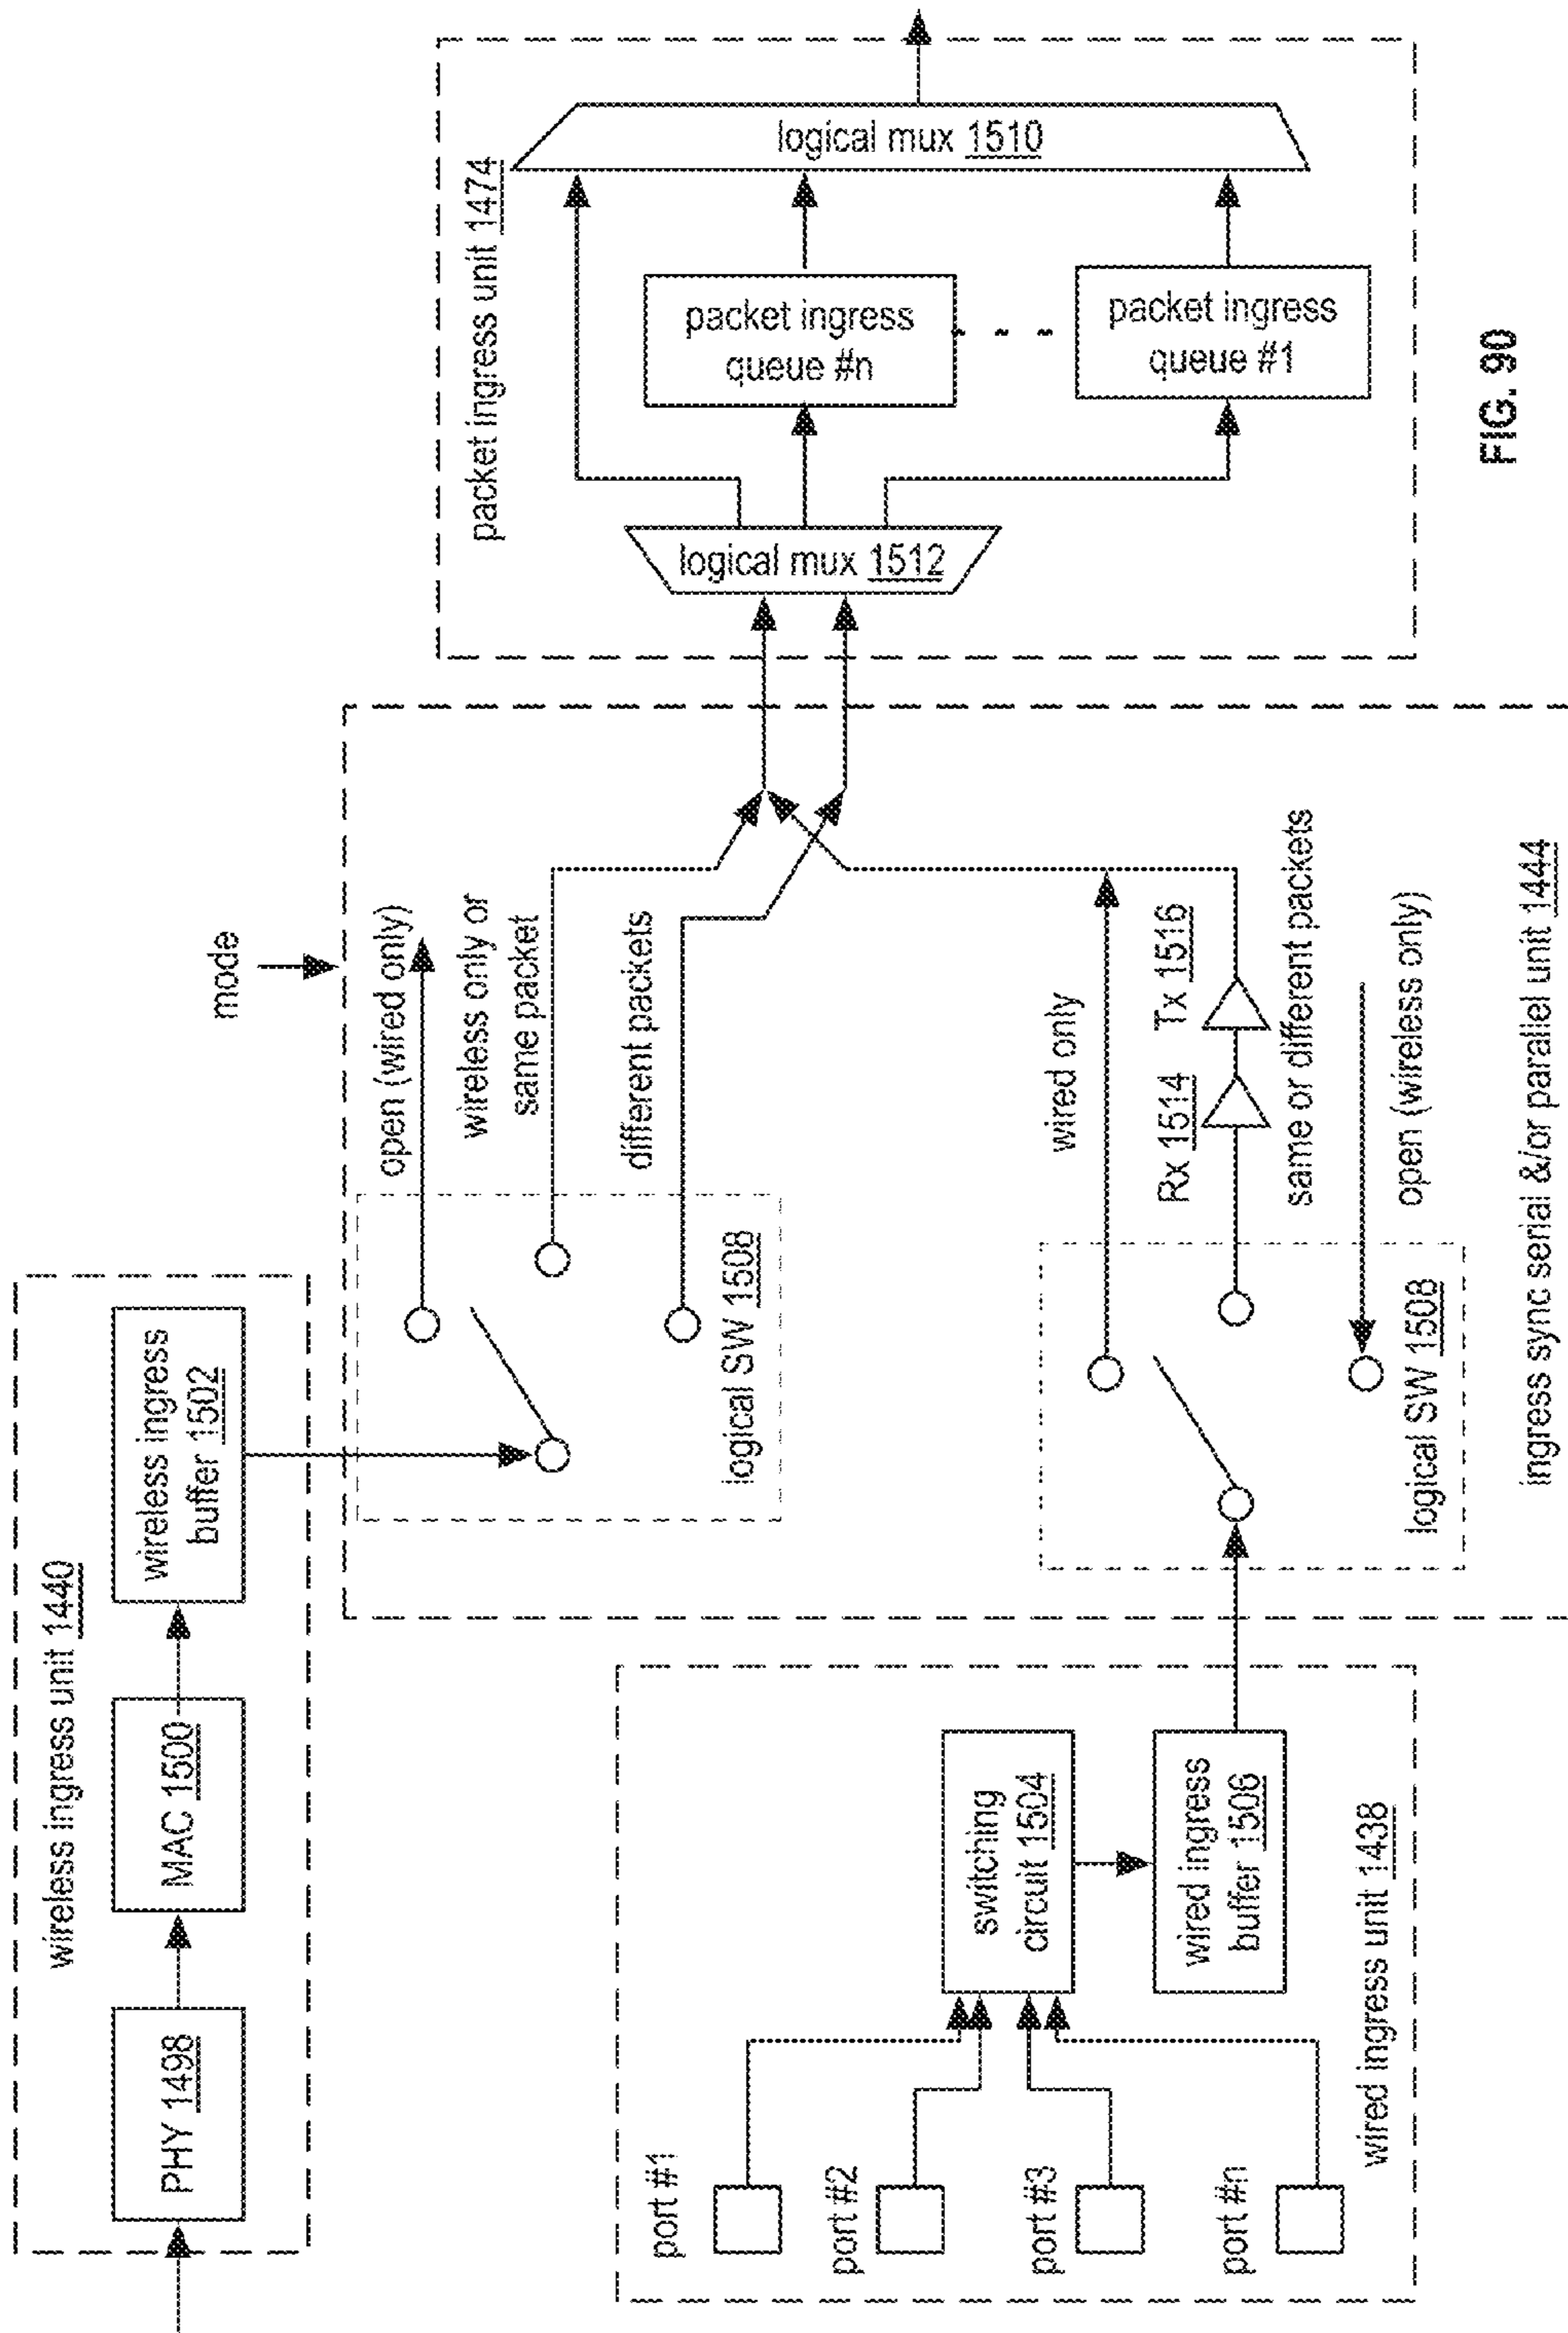 wireless ingress unit 1440
PHY 1498
MAC 1500
wireless ingress
buffer 1502
mode
open (wired only)
wireless only or
same packet
different packets
logical SW 1508
packet ingress unit 1474
logical mux 1512
packet ingress
queue #n
packet ingress
queue #1
logical mux 1510
port #1
port #2
port #3
port #n
switching
circuit 1504
wired ingress
buffer 1506
wired ingress unit 1438
wired only
Rx 1514
Tx 1516
same or different packets
open (wireless only)
logical SW 1508
ingress sync serial &/or parallel unit 1444
FIG. 90